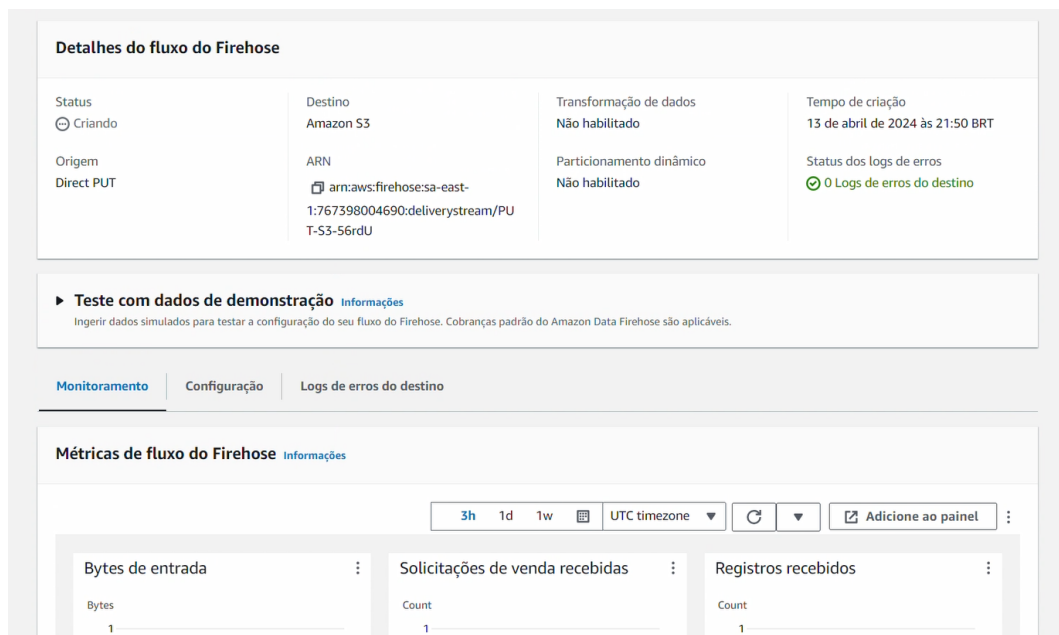 Detalhes do fluxo do Firehose
Status
Criando
Destino
Amazon S3
Transformação de dados
Não habilitado
Tempo de criação
13 de abril de 2024 às 21:50 BRT
Origem
Direct PUT
ARN
arn:aws:firehose:sa-east-
1:767398004690:deliverystream/PU
T-S3-56rdU
Particionamento dinâmico
Não habilitado
Status dos logs de erros
0 Logs de erros do destino
Teste com dados de demonstração Informações
Ingerir dados simulados para testar a configuração do seu fluxo do Firehose. Cobranças padrão do Amazon Data Firehose são aplicáveis.
Monitoramento Configuração Logs de erros do destino
Métricas de fluxo do Firehose Informações
3h 1d 1w UTC timezone Adicione ao painel
Bytes de entrada
Bytes
1
Solicitações de venda recebidas
Count
1
Registros recebidos
Count
1